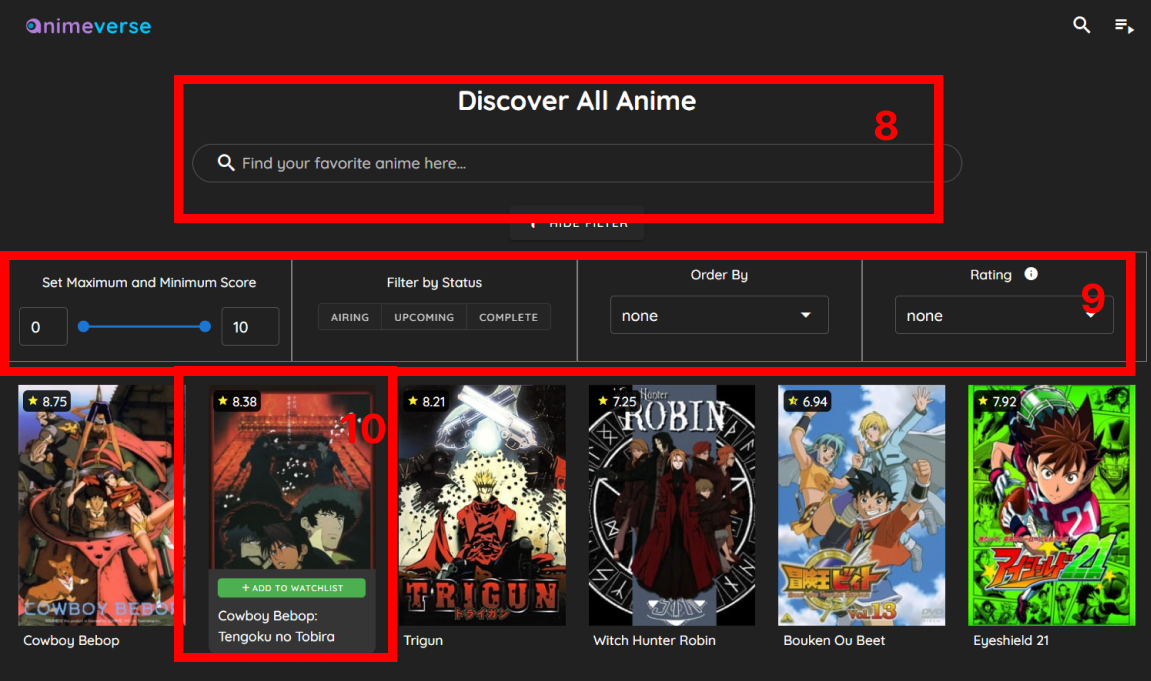 animeverse
Discover All Anime
8
Find your favorite anime here...
HIDE FILTER
Set Maximum and Minimum Score
0
10
Filter by Status
AIRING UPCOMING COMPLETE
Order By
none
Rating
none
9
8.75
COWBOY BEBOP
Cowboy Bebop
8.38
10
+ ADD TO WATCHLIST
Cowboy Bebop:
Tengoku no Tobira
8.21
TRIGUN
トライガン
Trigun
7.25
Hunter
ROBIN
Witch Hunter Robin
6.94
冒険王ビィト
Vol.13
DVD
Bouken Ou Beet
7.92
21
アイシールド21
Eyeshield 21